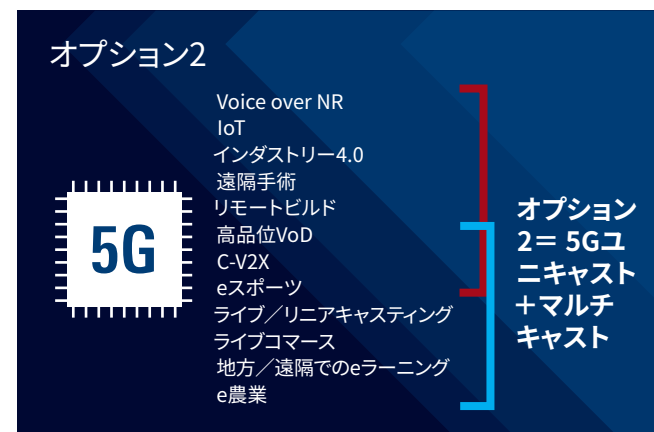 オプション2
Voice over NR
IoT
インダストリー4.0
遠隔手術
リモートビルド
高品位VoD
C-V2X
eスポーツ
ライブ／リニアキャスティング
ライブコマース
地方／遠隔でのeラーニング
e農業
5G
オプション
2＝ 5Gユ
ニキャスト
＋マルチ
キャスト